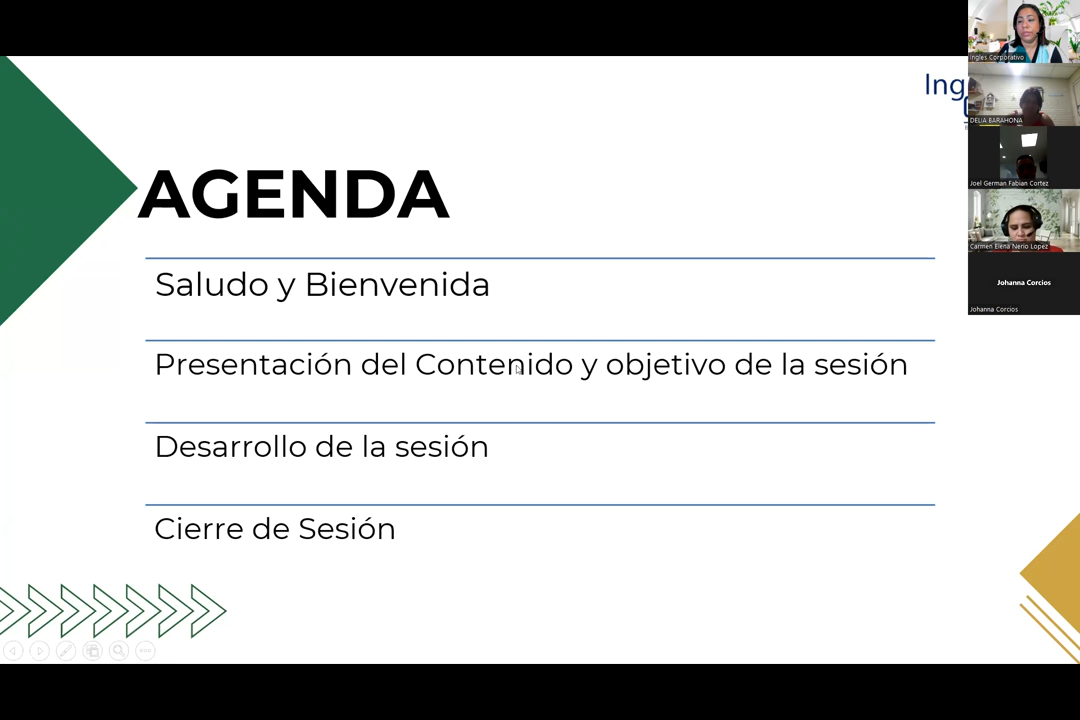 Ing
AGENDA
Saludo y Bienvenida
Presentación del Contenido y objetivo de la sesión
Desarrollo de la sesión
Cierre de Sesión
Ingles Corporativo
DELIA BARAHONA
Joel German Fabian Cortez
Carmen Elena Nerio Lopez
Johanna Corcios
Johanna Corcios